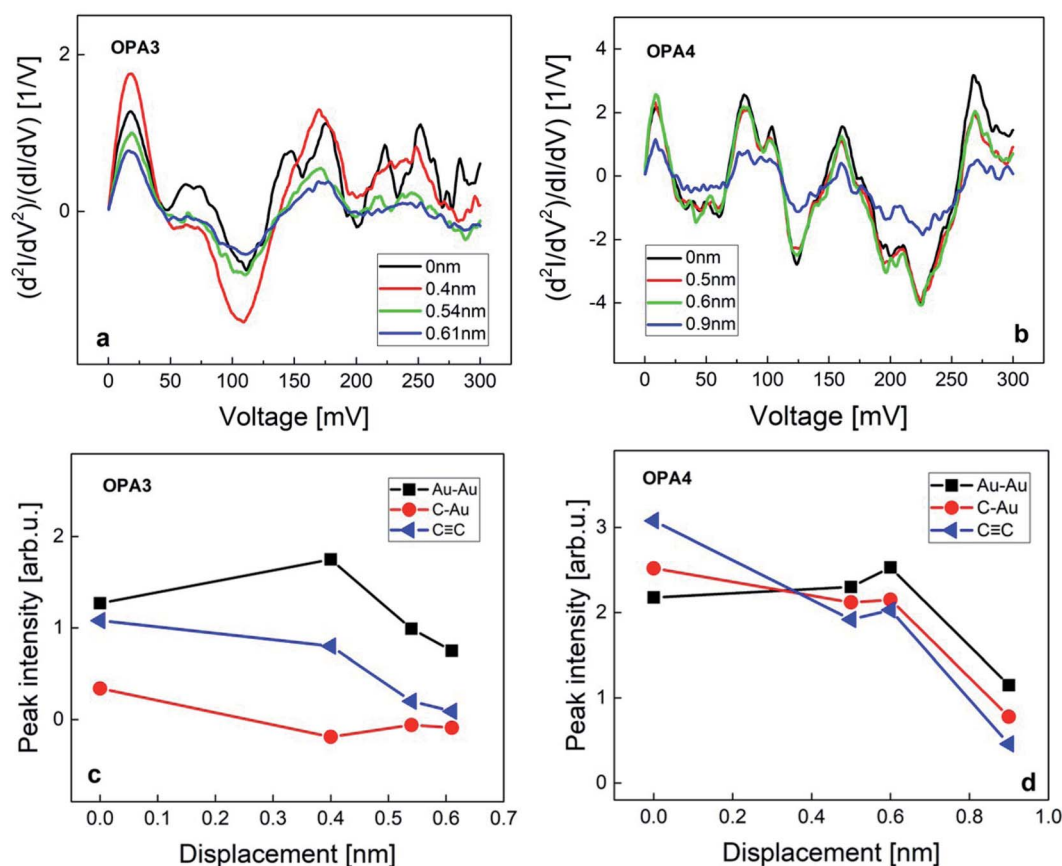 OPA3
(d²I/dV²)/(dI/dV) [1/V]
2
0
0nm
0.4nm
0.54nm
0.61nm
a
0 50 100 150 200 250 300
Voltage [mV]
OPA4
(d²I/dV²)/dI/dV) [1/V]
4
2
0
-2
-4
0nm
0.5nm
0.6nm
0.9nm
b
0 50 100 150 200 250 300
Voltage [mV]
OPA3
Peak intensity [arb.u.]
2
1
0
Au-Au
C-Au
C≡C
c
0.0 0.1 0.2 0.3 0.4 0.5 0.6 0.7
Displacement [nm]
OPA4
Peak intensity [arb.u.]
3
2
1
0
Au-Au
C-Au
C≡C
d
0.0 0.2 0.4 0.6 0.8 1.0
Displacement [nm]